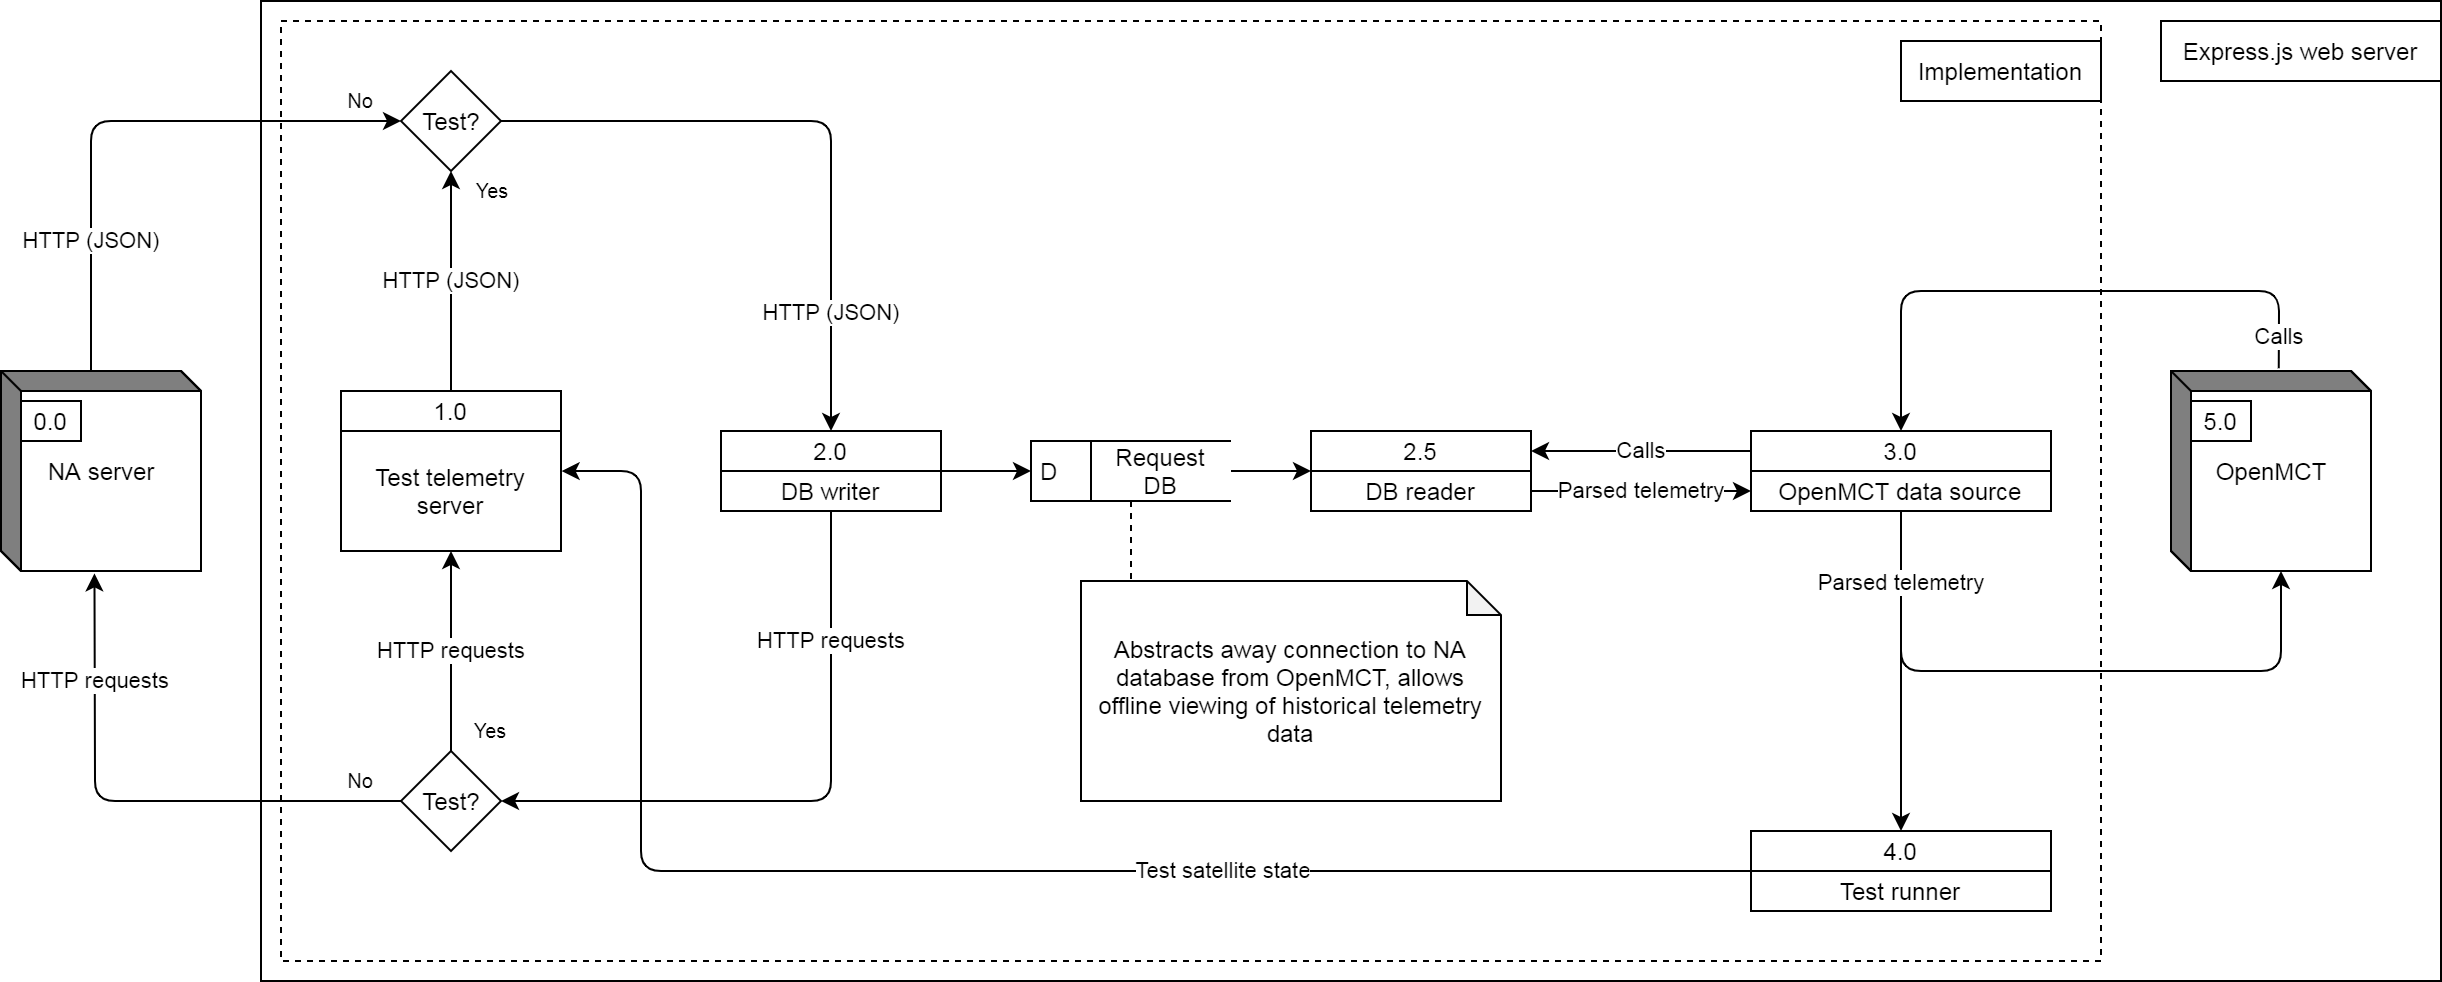 Express.js web server
Implementation
No
Test?
Yes
HTTP (JSON)
HTTP (JSON)
HTTP (JSON)
Calls
0.0
NA server
1.0
Test telemetry
server
2.0
DB writer
D
Request
DB
2.5
DB reader
Calls
Parsed telemetry
3.0
OpenMCT data source
5.0
OpenMCT
Parsed telemetry
HTTP requests
HTTP requests
HTTP requests
Abstracts away connection to NA
database from OpenMCT, allows
offline viewing of historical telemetry
data
Yes
No
Test?
Test satellite state
4.0
Test runner